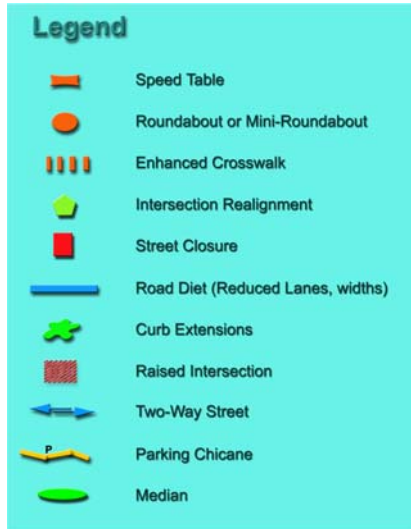 Legend
Speed Table
Roundabout or Mini-Roundabout
Enhanced Crosswalk
Intersection Realignment
Street Closure
Road Diet (Reduced Lanes, widths)
Curb Extensions
Raised Intersection
Two-Way Street
P
Parking Chicane
Median